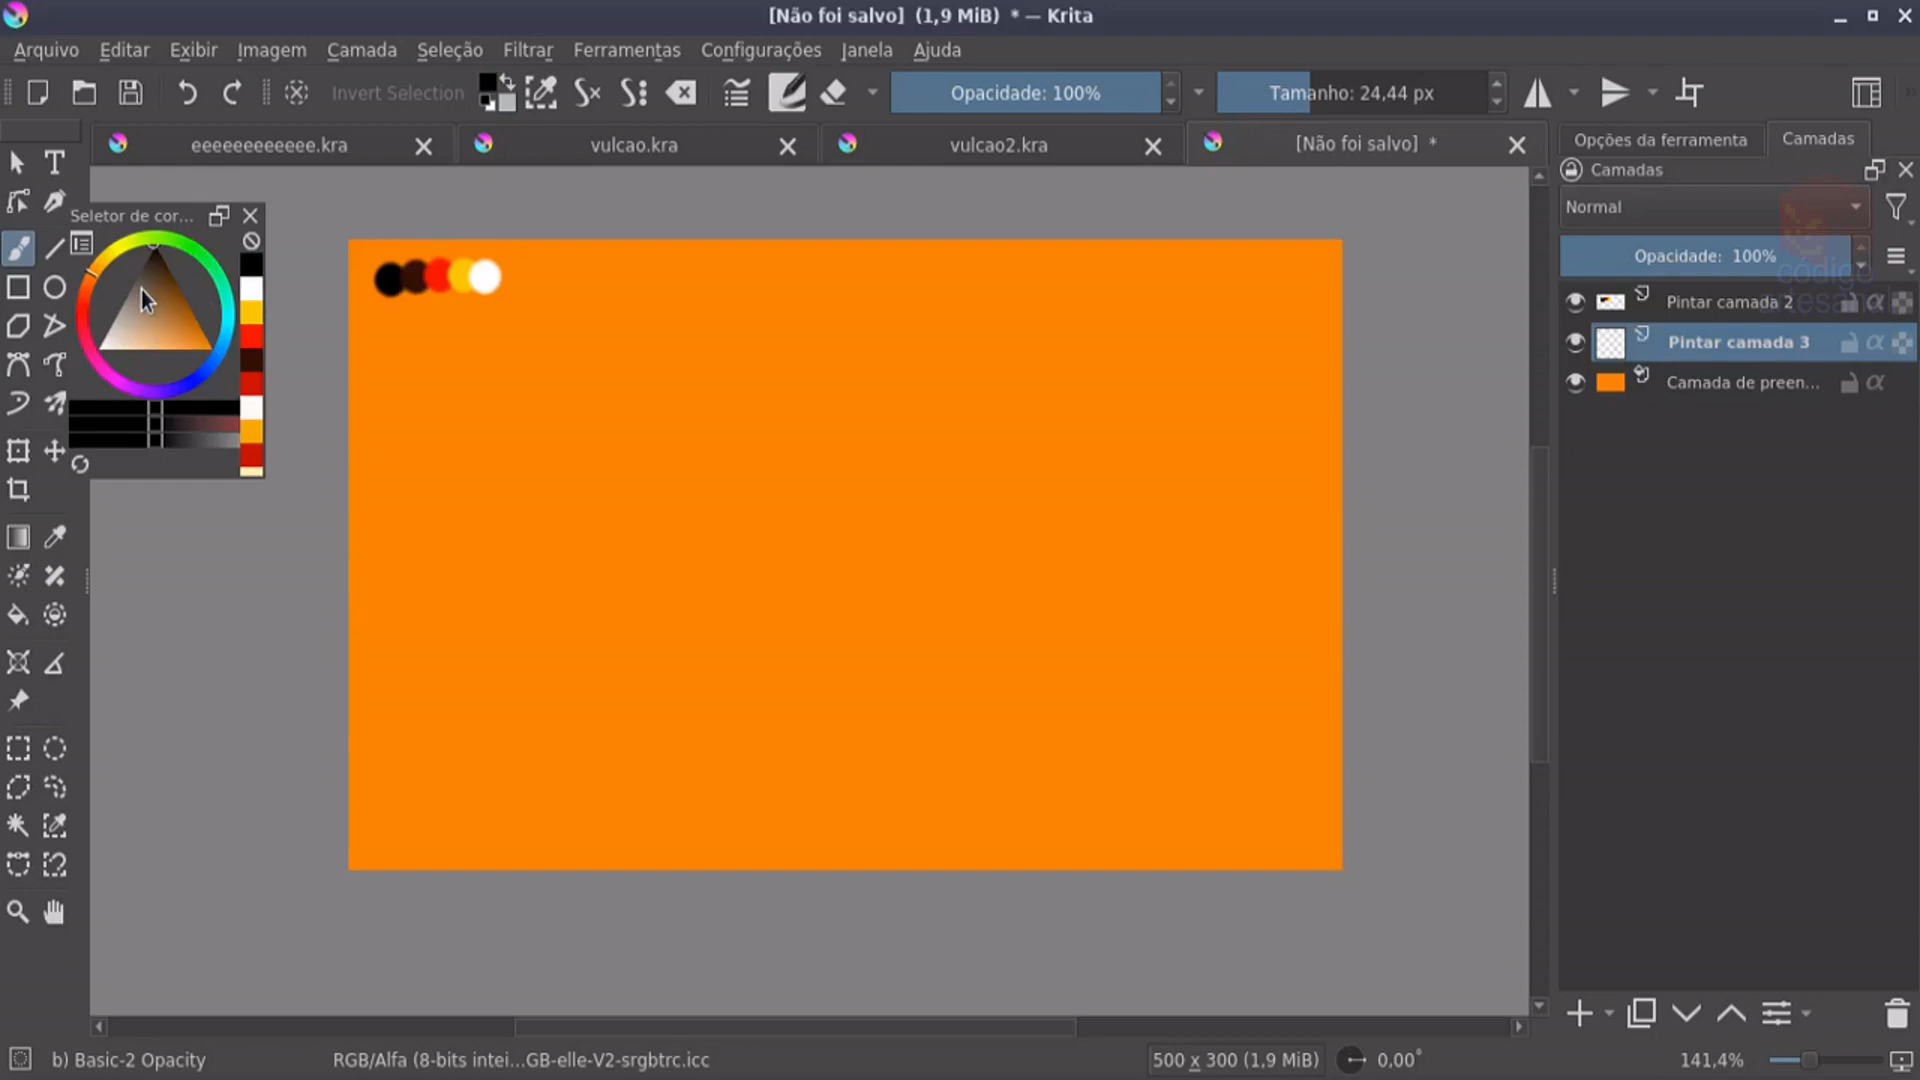 [Não foi salvo] (1,9 MiB) * — Krita
Arquivo Editar Exibir Imagem Camada Seleção Filtrar Ferramentas Configurações Janela Ajuda
Invert Selection Opacidade: 100% Tamanho: 24,44 px
eeeeeeeeeeee.kra vulcao.kra vulcao2.kra [Não foi salvo] * Opções da ferramenta Camadas
Camadas
Seletor de cor...
Normal
Opacidade: 100%
código
artesanal
Pintar camada 2
Pintar camada 3
Camada de preen...
b) Basic-2 Opacity RGB/Alfa (8-bits intei...GB-elle-V2-srgbtrc.icc 500 x 300 (1,9 MiB) 0,00° 141,4%